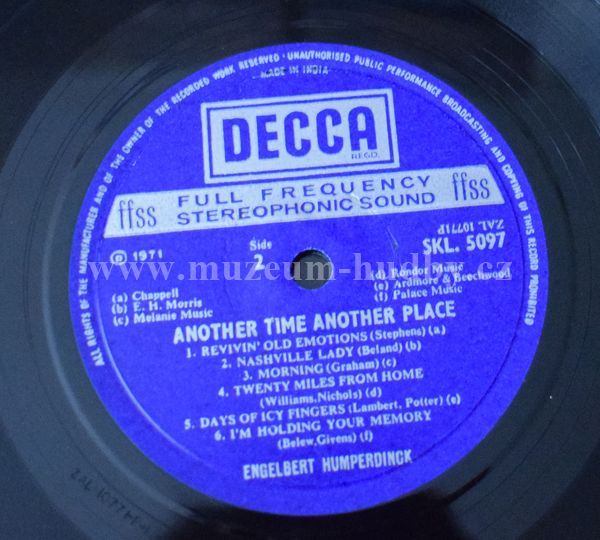 ALL RIGHTS OF THE MANUFACTURER AND OF THE OWNER OF THE RECORDED WORK RESERVED · UNAUTHORISED PUBLIC PERFORMANCE BROADCASTING AND COPYING OF THIS RECORD PROHIBITED
MADE IN INDIA
DECCA
REGD.
ffss FULL FREQUENCY STEREOPHONIC SOUND ffss
℗ 1971
Side
2
ZAL. 10771P
SKL. 5097
www.muzeum-hudby.cz
(a) Chappell
(b) E. H. Morris
(c) Melanie Music
(d) Rondor Music
(e) Ardmore & Beechwood
(f) Palace Music
ANOTHER TIME ANOTHER PLACE
1. REVIVIN' OLD EMOTIONS (Stephens) (a)
2. NASHVILLE LADY (Beland) (b)
3. MORNING (Graham) (c)
4. TWENTY MILES FROM HOME
(Williams, Nichols) (d)
5. DAYS OF ICY FINGERS (Lambert, Potter) (e)
6. I'M HOLDING YOUR MEMORY
(Belew, Givens) (f)
ENGELBERT HUMPERDINCK